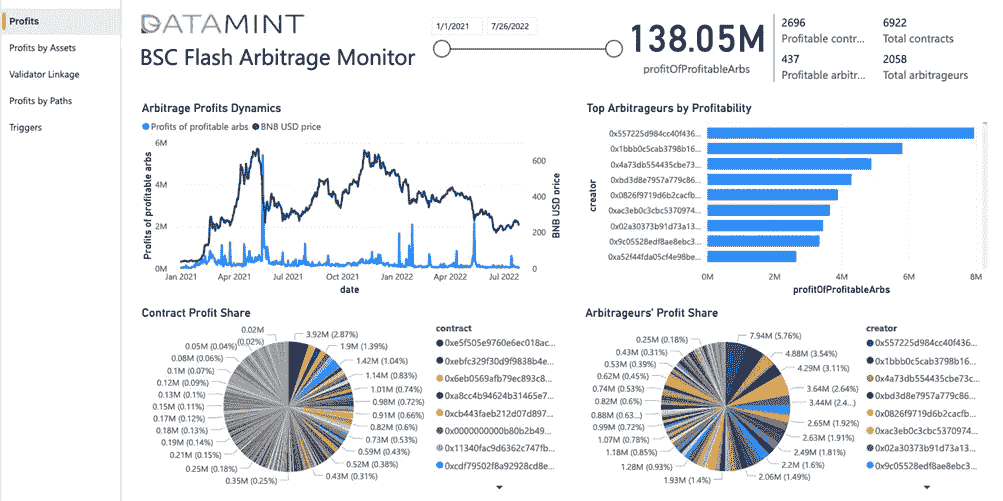 Profits
Profits by Assets
Validator Linkage
Profits by Paths
Triggers
DATAMINT
BSC Flash Arbitrage Monitor
1/1/2021
7/26/2022
138.05M
profitOfProfitableArbs
2696
Profitable contr...
6922
Total contracts
437
Profitable arbitr...
2058
Total arbitrageurs
Arbitrage Profits Dynamics
Profits of profitable arbs
BNB USD price
Profits of profitable arbs
6M
4M
2M
0M
600
400
200
0
BNB USD price
Jan 2021
Apr 2021
Jul 2021
Oct 2021
Jan 2022
Apr 2022
Jul 2022
date
Top Arbitrageurs by Profitability
creator
0x557225d984cc40f436...
0x1bbb0c5cab3798b16...
0x4a73db554435cbe73...
0xbd3d8e7957a779c86...
0x0826f9719d6b2cacfb...
0xac3eb0c3cbc5370974...
0x02a30373b91d73a13...
0x9c05528edf8ae8ebc3...
0xa52f44fda05cf4e98be...
0M
2M
4M
6M
8M
profitOfProfitableArbs
Contract Profit Share
3.92M (2.87%)
1.9M (1.39%)
1.42M (1.04%)
1.14M (0.83%)
1.01M (0.74%)
0.98M (0.72%)
0.91M (0.66%)
0.82M (0.6%)
0.73M (0.53%)
0.59M (0.43%)
0.52M (0.38%)
0.43M (0.31%)
0.35M (0.25%)
0.25M (0.18%)
0.21M (0.15%)
0.19M (0.14%)
0.18M (0.13%)
0.17M (0.12%)
0.15M (0.11%)
0.13M (0.1%)
0.12M (0.09%)
0.1M (0.07%)
0.08M (0.06%)
0.05M (0.04%)
0.02M (0.02%)
contract
0xe5f505e9760e6ec018ac...
0xebfc329f30d9f9838b4e...
0x6eb0569afb79ec893c8...
0xa8cc4b94624b31465e7...
0xcb443faeb212d07d897...
0x0000000000b80b2b49...
0x11340fac9d6362c747fb...
0xcdf79502f8a92928cd8e...
Arbitrageurs' Profit Share
7.94M (5.76%)
4.88M (3.54%)
4.29M (3.11%)
3.64M (2.64%)
3.44M (2.4...)
2.65M (1.92%)
2.63M (1.91%)
2.49M (1.81%)
2.2M (1.6%)
2.06M (1.49%)
1.93M (1.4%)
1.28M (0.93%)
1.18M (0.85%)
1.07M (0.78%)
0.99M (0.72%)
0.88M (0.63...)
0.82M (0.6%)
0.74M (0.53%)
0.62M (0.45%)
0.53M (0.39%)
0.43M (0.31%)
0.25M (0.18%)
creator
0x557225d984cc40f436...
0x1bbb0c5cab3798b16...
0x4a73db554435cbe73c...
0xbd3d8e7957a779c86...
0x0826f9719d6b2cacfb...
0xac3eb0c3cbc5370974...
0x02a30373b91d73a13...
0x9c05528edf8ae8ebc3...